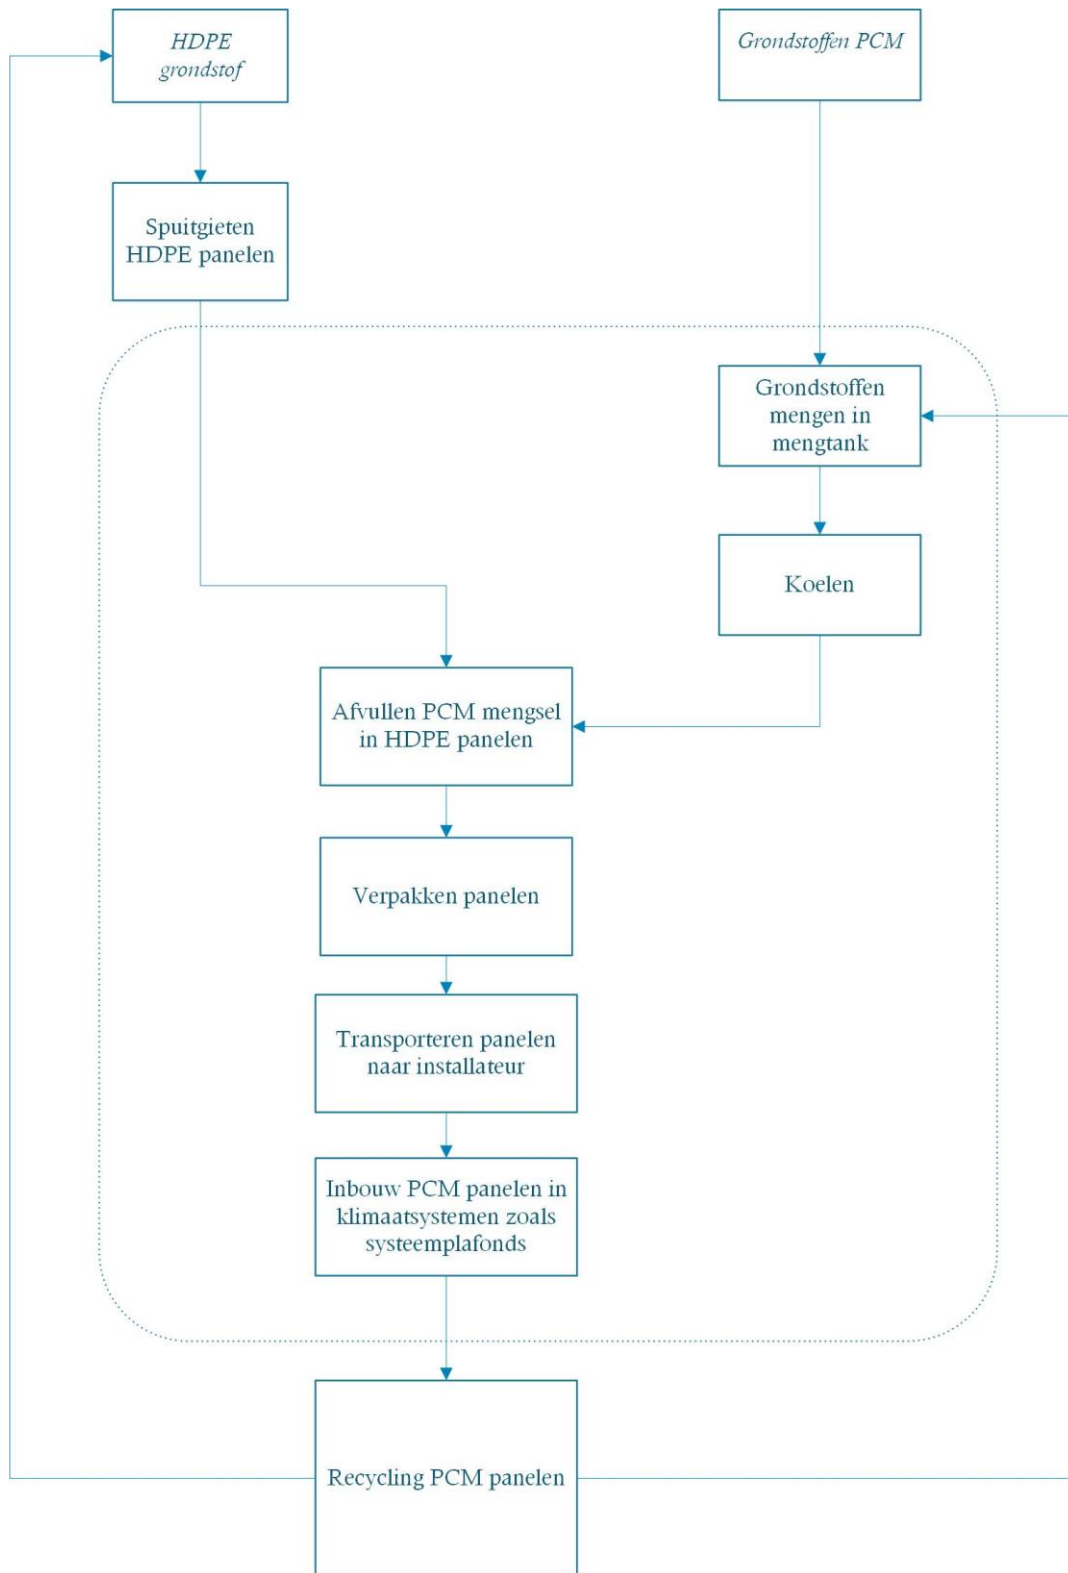 HDPE
grondstof
Grondstoffen PCM
Spuitgieten
HDPE panelen
Grondstoffen
mengen in
mengtank
Koelen
Afvullen PCM mengsel
in HDPE panelen
Verpakken panelen
Transporteren panelen
naar installateur
Inbouw PCM panelen in
klimaatsystemen zoals
systeemplafonds
Recycling PCM panelen